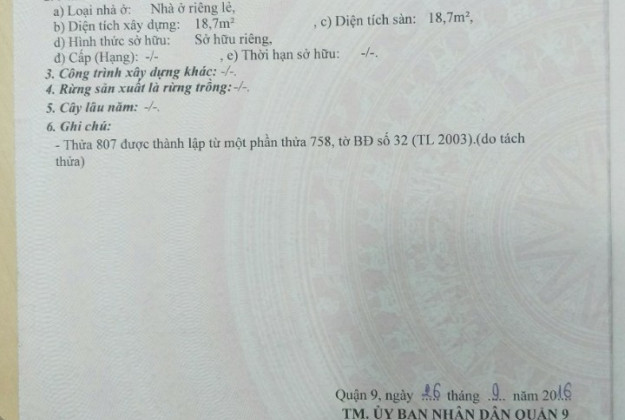 a) Loại nhà ở: Nhà ở riêng lẻ,
b) Diện tích xây dựng: 18,7m², c) Diện tích sàn: 18,7m²,
d) Hình thức sở hữu: Sở hữu riêng,
đ) Cấp (Hạng): -/- , e) Thời hạn sở hữu: -/-.
3. Công trình xây dựng khác: -/-.
4. Rừng sản xuất là rừng trồng: -/-.
5. Cây lâu năm: -/-.
6. Ghi chú:
- Thửa 807 được thành lập từ một phần thửa 758, tờ BĐ số 32 (TL 2003).(do tách
thửa)
Quận 9, ngày 26 tháng .9.. năm 2016
TM. ỦY BAN NHÂN DÂN QUẬN 9